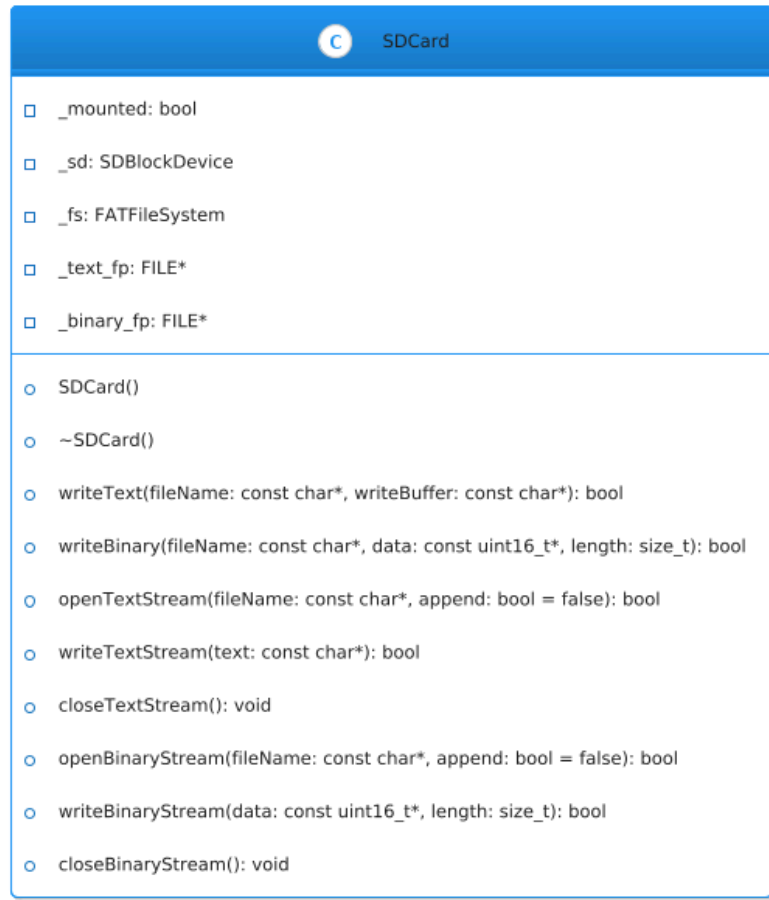 C SDCard
_mounted: bool
_sd: SDBlockDevice
_fs: FATFileSystem
_text_fp: FILE*
_binary_fp: FILE*
SDCard()
~SDCard()
writeText(fileName: const char*, writeBuffer: const char*): bool
writeBinary(fileName: const char*, data: const uint16_t*, length: size_t): bool
openTextStream(fileName: const char*, append: bool = false): bool
writeTextStream(text: const char*): bool
closeTextStream(): void
openBinaryStream(fileName: const char*, append: bool = false): bool
writeBinaryStream(data: const uint16_t*, length: size_t): bool
closeBinaryStream(): void